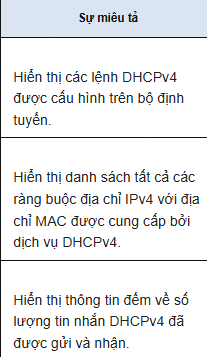 Sự miêu tả
Hiển thị các lệnh DHCPv4
được cấu hình trên bộ định
tuyến.
Hiển thị danh sách tất cả các
ràng buộc địa chỉ IPv4 với địa
chỉ MAC được cung cấp bởi
dịch vụ DHCPv4.
Hiển thị thông tin đếm về số
lượng tin nhắn DHCPv4 đã
được gửi và nhận.